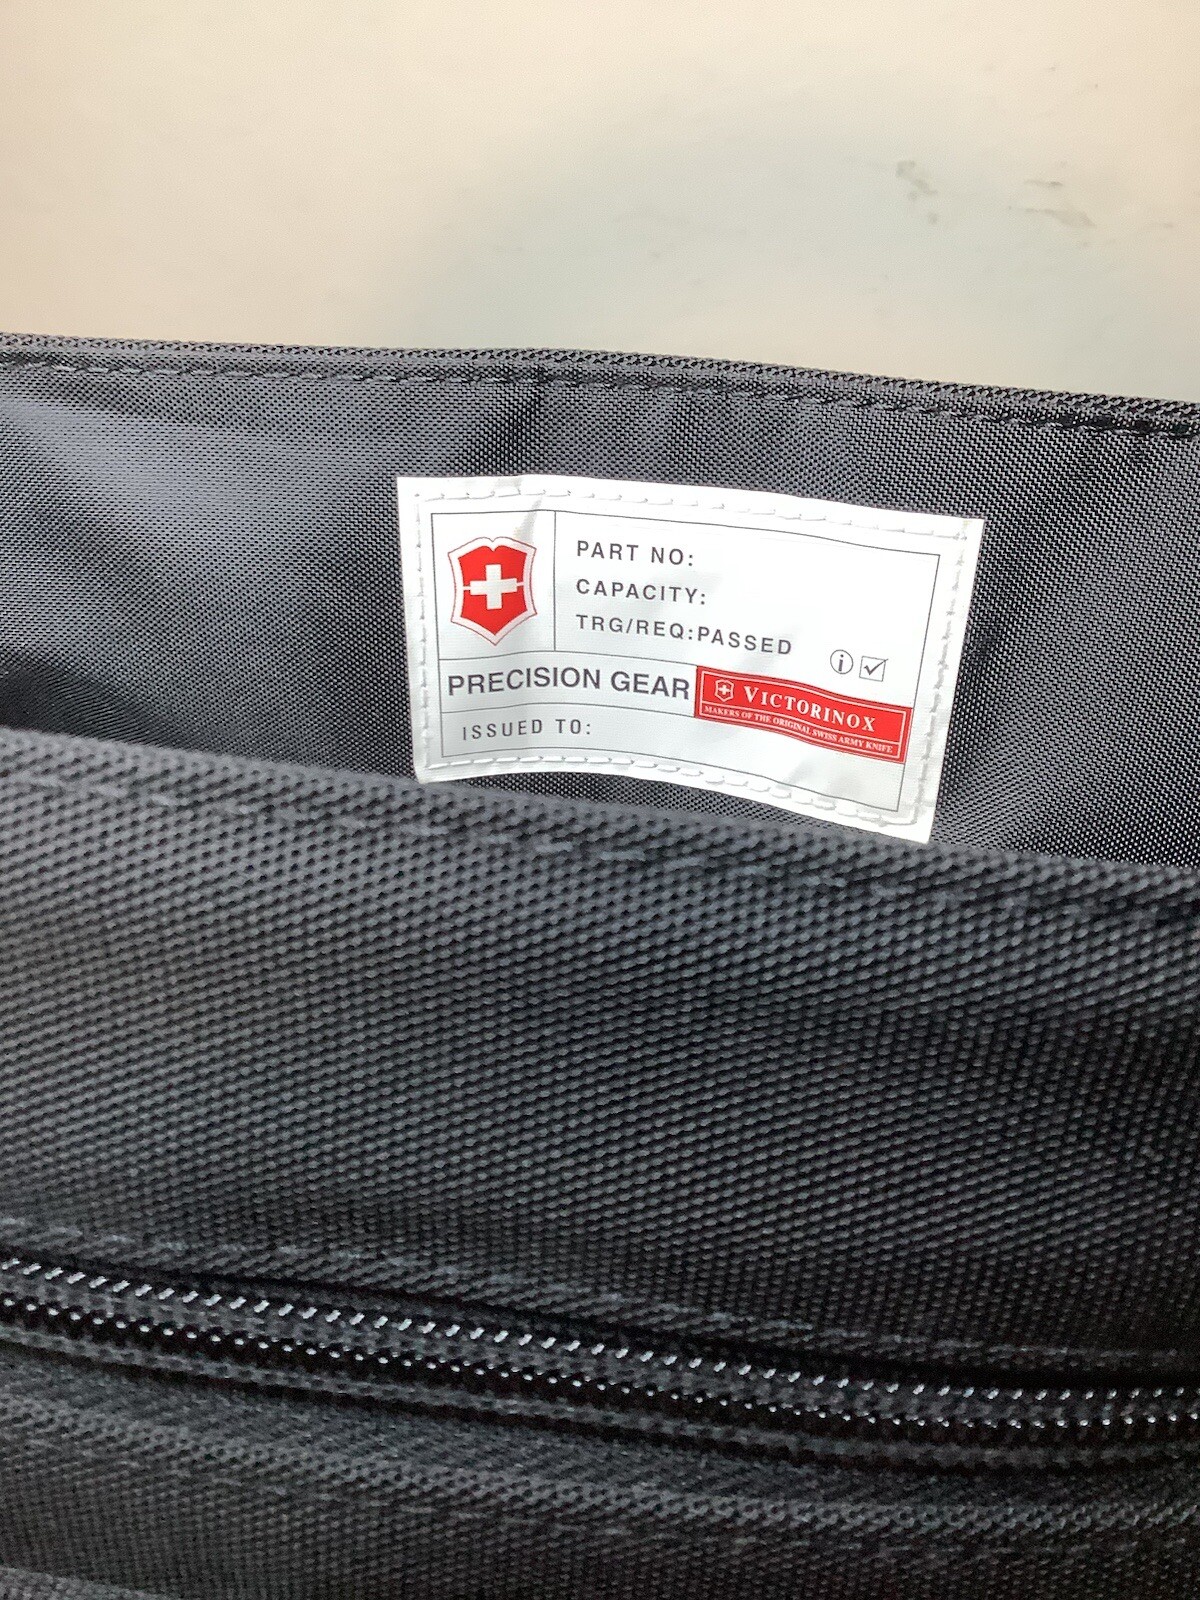 PART NO:
CAPACITY:
TRG/REQ:PASSED
PRECISION GEAR
VICTORINOX
MAKERS OF THE ORIGINAL SWISS ARMY KNIFE
ISSUED TO: